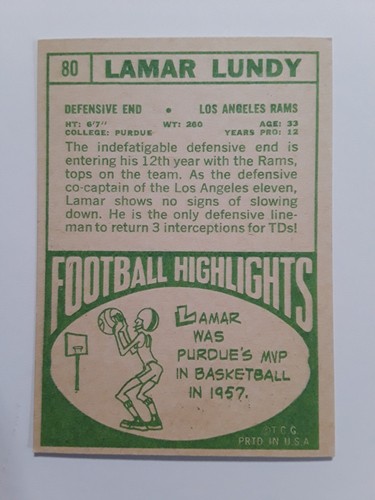 80 LAMAR LUNDY
DEFENSIVE END • LOS ANGELES RAMS
HT: 6'7" WT: 260 AGE: 33
COLLEGE: PURDUE YEARS PRO: 12
The indefatigable defensive end is
entering his 12th year with the Rams,
tops on the team. As the defensive
co-captain of the Los Angeles eleven,
Lamar shows no signs of slowing
down. He is the only defensive line-
man to return 3 interceptions for TDs!
FOOTBALL HIGHLIGHTS
LAMAR
WAS
PURDUE'S MVP
IN BASKETBALL
IN 1957.
©T.C.G.
PRTD IN U.S.A.